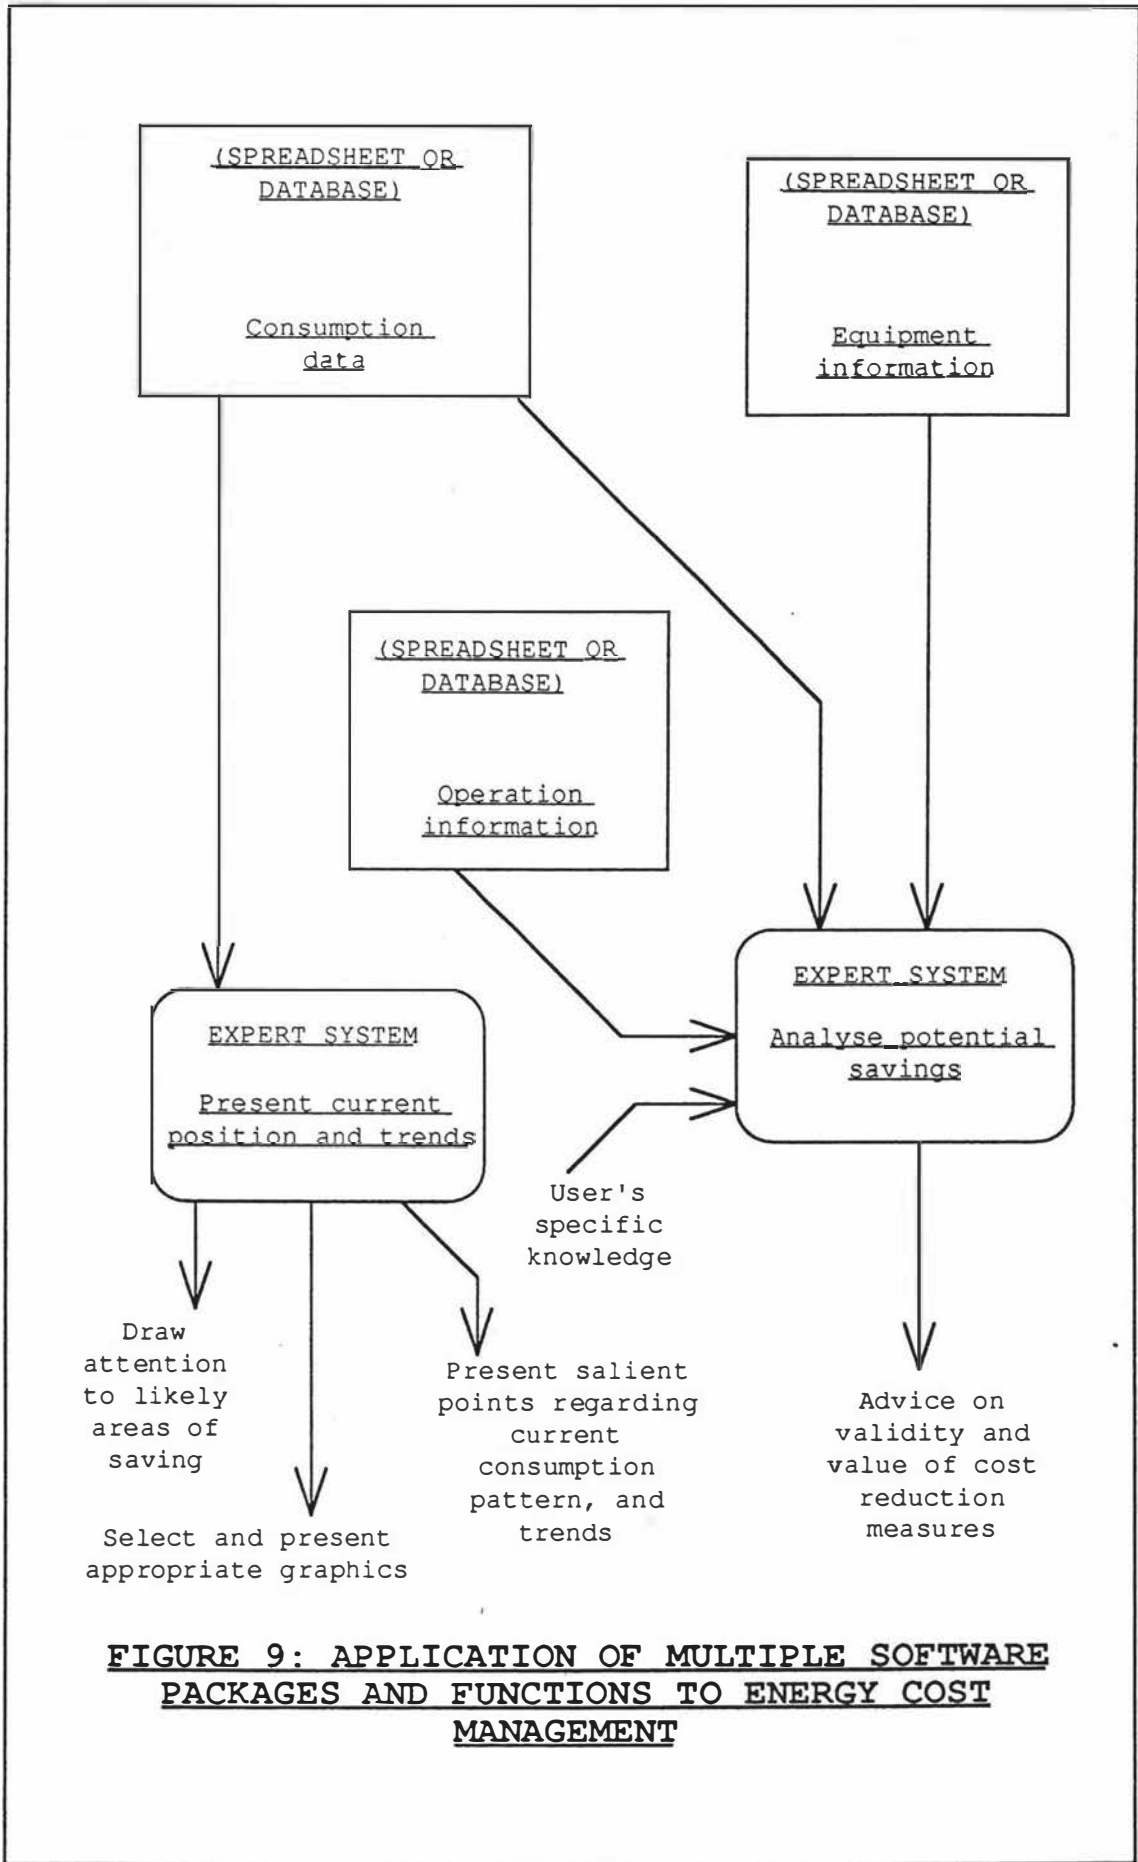 (SPREADSHEET OR
DATABASE)
Consumption
data
(SPREADSHEET OR
DATABASE)
Equipment
information
(SPREADSHEET OR
DATABASE)
Operation
information
EXPERT SYSTEM
Present current
position and trends
EXPERT SYSTEM
Analyse potential
savings
User's
specific
knowledge
Draw
attention
to likely
areas of
saving
Select and present
appropriate graphics
Present salient
points regarding
current
consumption
pattern, and
trends
Advice on
validity and
value of cost
reduction
measures
FIGURE 9: APPLICATION OF MULTIPLE SOFTWARE
PACKAGES AND FUNCTIONS TO ENERGY COST
MANAGEMENT